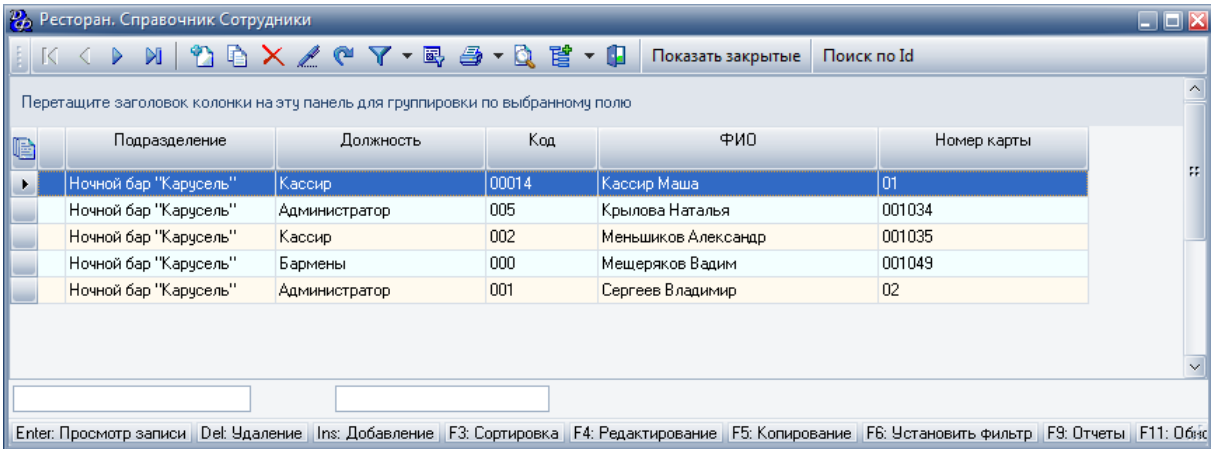 Ресторан. Справочник Сотрудники
Показать закрытые Поиск по Id
Перетащите заголовок колонки на эту панель для группировки по выбранному полю
Подразделение Должность Код ФИО Номер карты
Ночной бар "Карусель" Кассир 00014 Кассир Маша 01
Ночной бар "Карусель" Администратор 005 Крылова Наталья 001034
Ночной бар "Карусель" Кассир 002 Меньшиков Александр 001035
Ночной бар "Карусель" Бармены 000 Мещеряков Вадим 001049
Ночной бар "Карусель" Администратор 001 Сергеев Владимир 02
Enter: Просмотр записи Del: Удаление Ins: Добавление F3: Сортировка F4: Редактирование F5: Копирование F6: Установить фильтр F9: Отчеты F11: